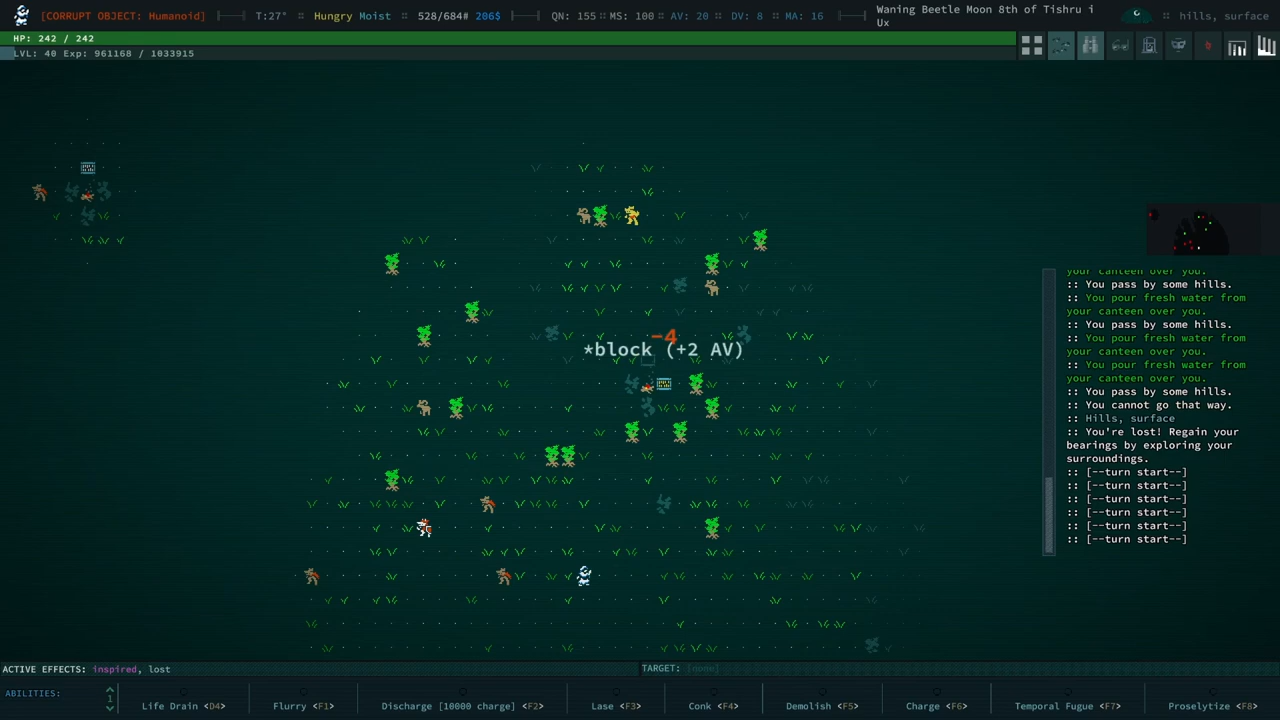 [CORRUPT OBJECT: Humanoid] T:27° :: Hungry Moist :: 528/684# 206$ QN: 155 :: MS: 100 :: AV: 20 :: DV: 8 :: MA: 16 Waning Beetle Moon 8th of Tishru i Ux :: hills, surface
HP: 242 / 242
LVL: 40 Exp: 961168 / 1033915
-4
*block (+2 AV)
your canteen over you.
:: You pass by some hills.
:: You pour fresh water from
your canteen over you.
:: You pass by some hills.
:: You pour fresh water from
your canteen over you.
:: You pour fresh water from
your canteen over you.
:: You pass by some hills.
:: You cannot go that way.
:: Hills, surface
:: You're lost! Regain your
bearings by exploring your
surroundings.
:: [--turn start--]
:: [--turn start--]
:: [--turn start--]
:: [--turn start--]
:: [--turn start--]
:: [--turn start--]
ACTIVE EFFECTS: inspired, lost
TARGET: [none]
ABILITIES: 1 Life Drain <D4> Flurry <F1> Discharge [10000 charge] <F2> Lase <F3> Conk <F4> Demolish <F5> Charge <F6> Temporal Fugue <F7> Proselytize <F8>